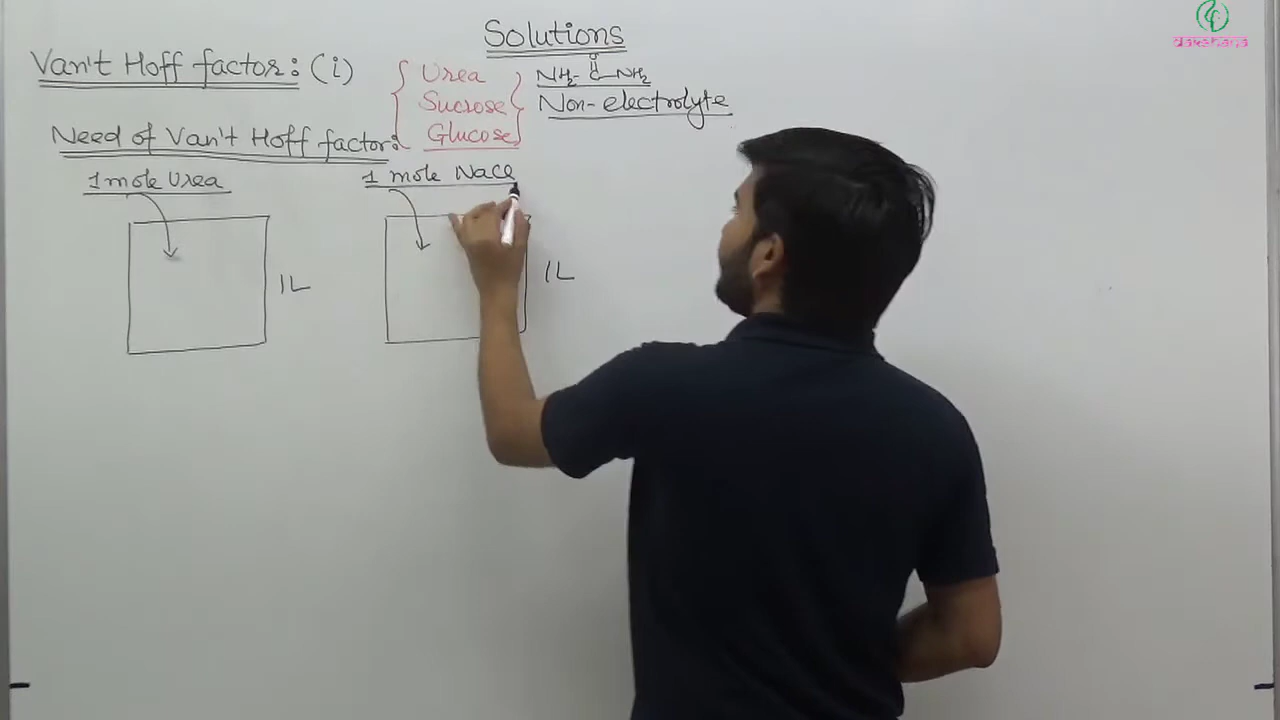 Solutions
Van't Hoff factor: (i)
Urea
Sucrose
Glucose
O
NH2-C-NH2
Non-electrolyte
Need of Van't Hoff factor:
1 mole Urea
1 mole NaCl
1L
1L
dakshana